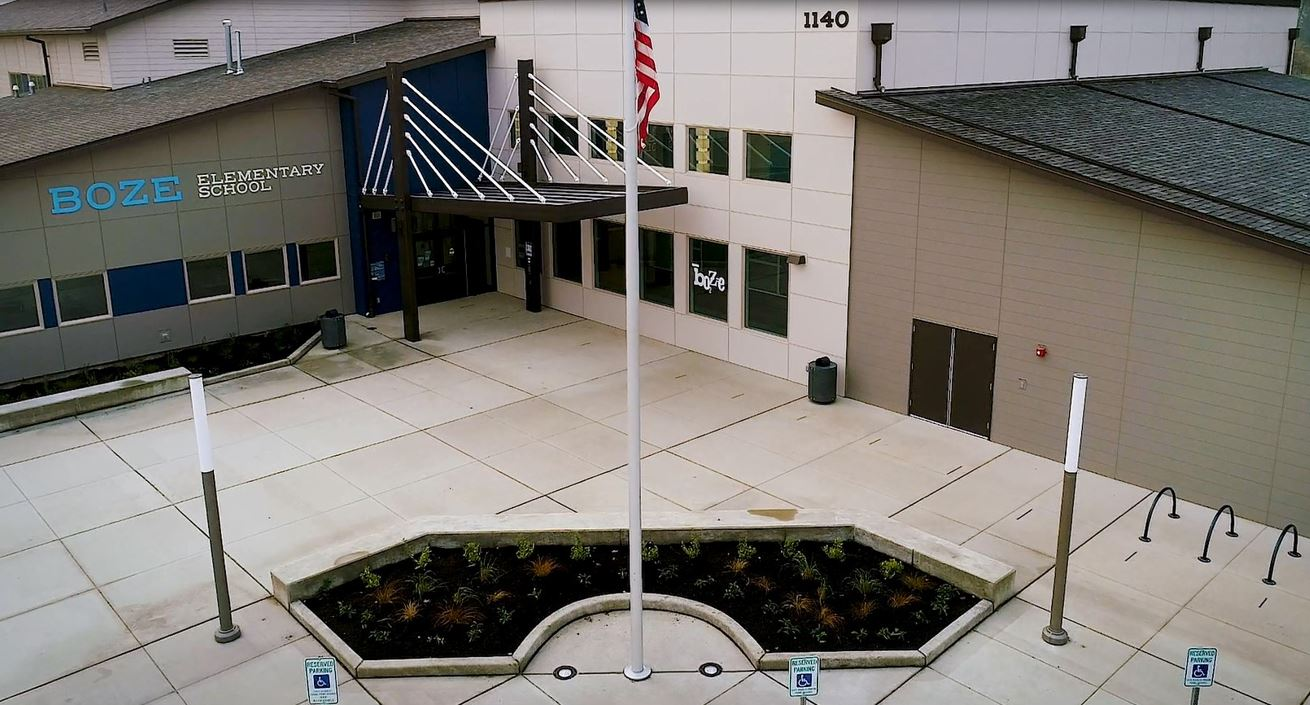 1140
BOZE ELEMENTARY
SCHOOL
boze
RESERVED
PARKING
RESERVED
PARKING
RESERVED
PARKING